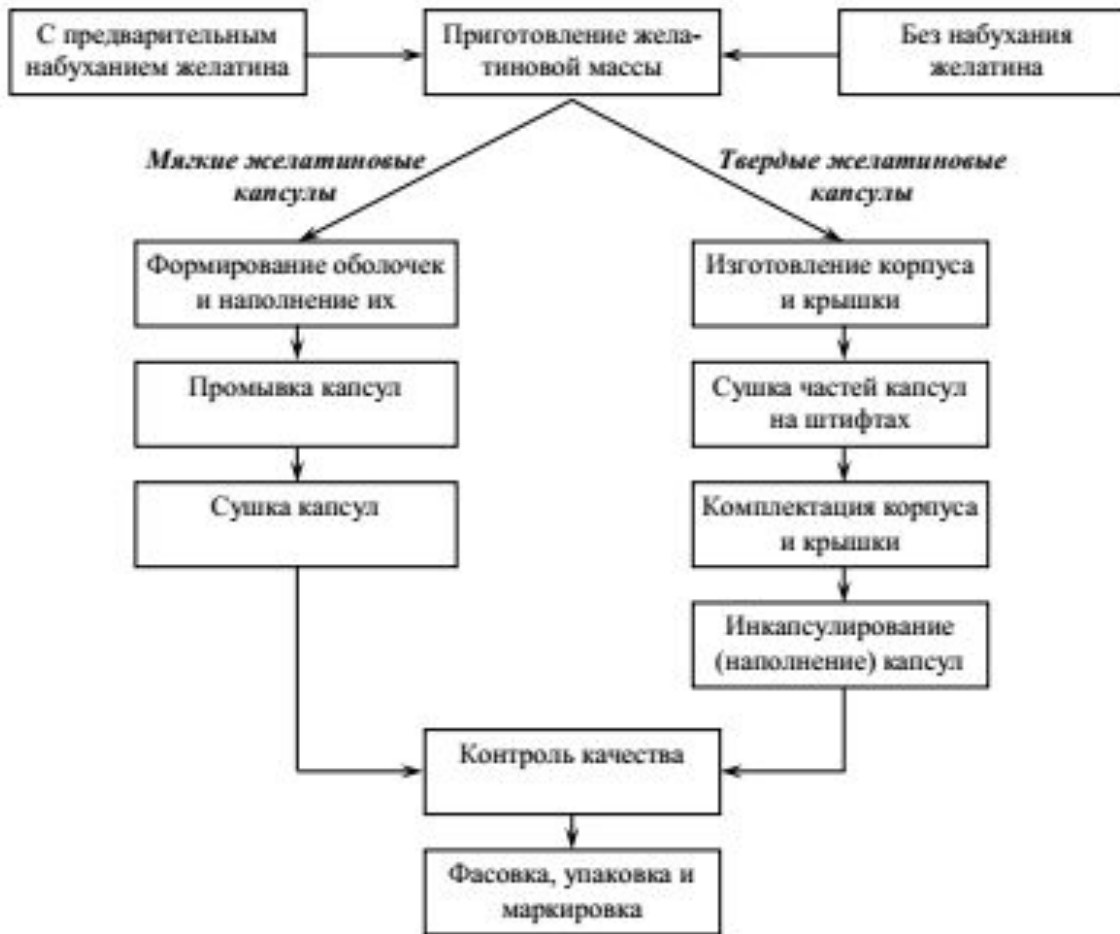 С предварительным
набуханием желатина
Приготовление жела-
тиновой массы
Без набухания
желатина
Мягкие желатиновые
капсулы
Твердые желатиновые
капсулы
Формирование оболочек
и наполнение их
Изготовление корпуса
и крышки
Промывка капсул
Сушка частей капсул
на штифтах
Сушка капсул
Комплектация корпуса
и крышки
Инкапсулирование
(наполнение) капсул
Контроль качества
Фасовка, упаковка и
маркировка